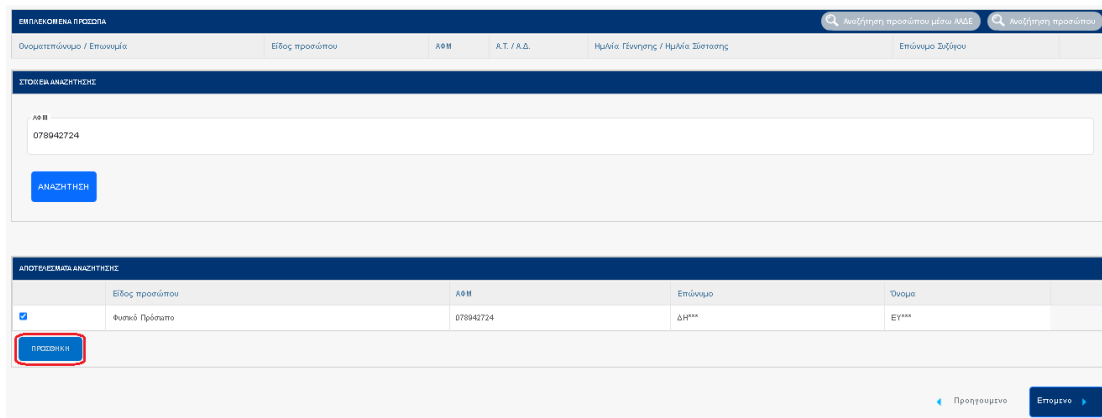 ΕΜΠΛΕΚΟΜΕΝΑ ΠΡΟΣΩΠΑ Αναζήτηση προσώπου μέσω ΑΑΔΕ Αναζήτηση προσώπου
Ονοματεπώνυμο / Επωνυμία Είδος προσώπου ΑΦΜ Α.Τ. / Α.Δ. Ημ/νία Γέννησης / Ημ/νία Σύστασης Επώνυμο Συζύγου
ΣΤΟΙΧΕΙΑ ΑΝΑΖΗΤΗΣΗΣ
ΑΦΜ
078942724
ΑΝΑΖΗΤΗΣΗ
ΑΠΟΤΕΛΕΣΜΑΤΑ ΑΝΑΖΗΤΗΣΗΣ
Είδος προσώπου ΑΦΜ Επώνυμο Όνομα
Φυσικό Πρόσωπο 078942724 ΔΗ*** ΕΥ***
ΠΡΟΣΘΗΚΗ
Προηγουμενο Επομενο